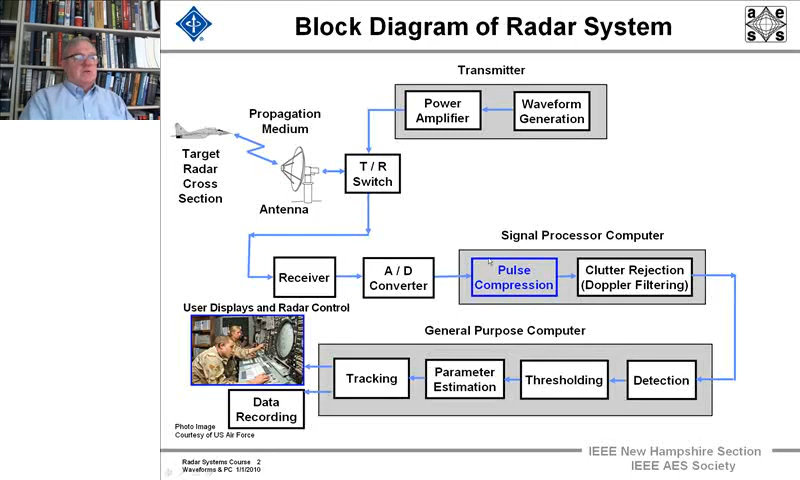 Block Diagram of Radar System
a e
s s
Transmitter
Power
Amplifier
Waveform
Generation
Propagation
Medium
Target
Radar
Cross
Section
Antenna
T / R
Switch
Signal Processor Computer
Receiver
A / D
Converter
Pulse
Compression
Clutter Rejection
(Doppler Filtering)
User Displays and Radar Control
General Purpose Computer
Tracking
Parameter
Estimation
Thresholding
Detection
Data
Recording
Photo Image
Courtesy of US Air Force
Radar Systems Course 2
Waveforms & PC 1/1/2010
IEEE New Hampshire Section
IEEE AES Society